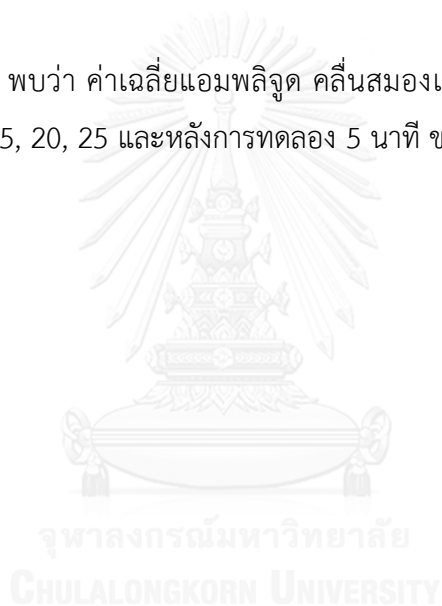 พบว่า ค่าเฉลี่ยแอมพลิจูด คลื่นสมอง
5, 20, 25 และหลังการทดลอง 5 นาที
จุฬาลงกรณ์มหาวิทยาลัย
CHULALONGKORN UNIVERSITY